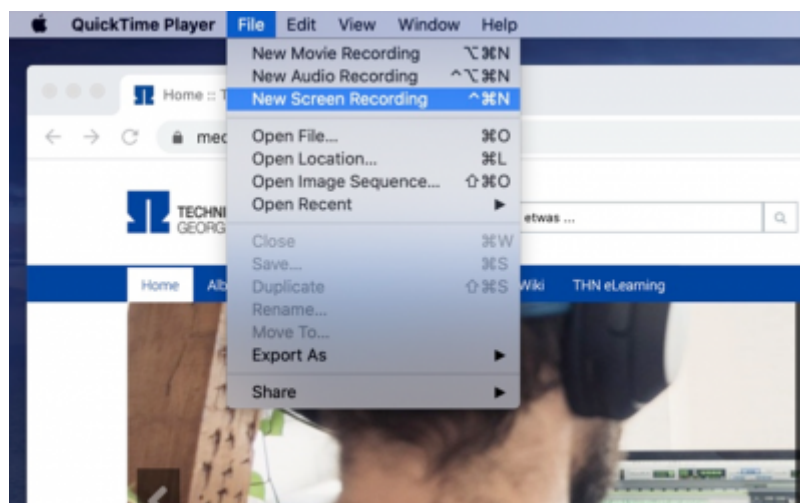 QuickTime Player File Edit View Window Help
New Movie Recording ⌥⌘N
New Audio Recording ^⌥⌘N
New Screen Recording ^⌘N
Home ::
Open File... ⌘O
Open Location... ⌘L
Open Image Sequence... ⇧⌘O
Open Recent ▶
etwas ...
GEORG
Close ⌘W
Save... ⌘S
Duplicate ⇧⌘S
Home Wiki THN eLearning
Rename...
Move To...
Export As ▶
Share ▶